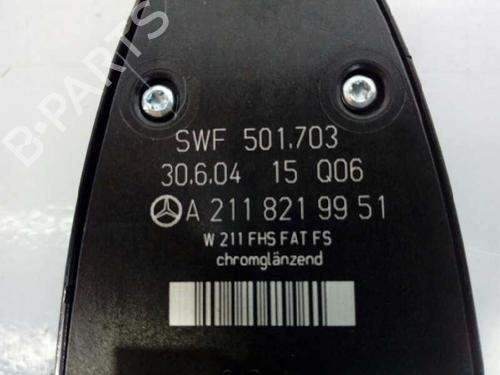 B-PARTS
SWF 501.703
30.6.04 15 Q06
A 211 821 99 51
W 211 FHS FAT FS
chromglänzend